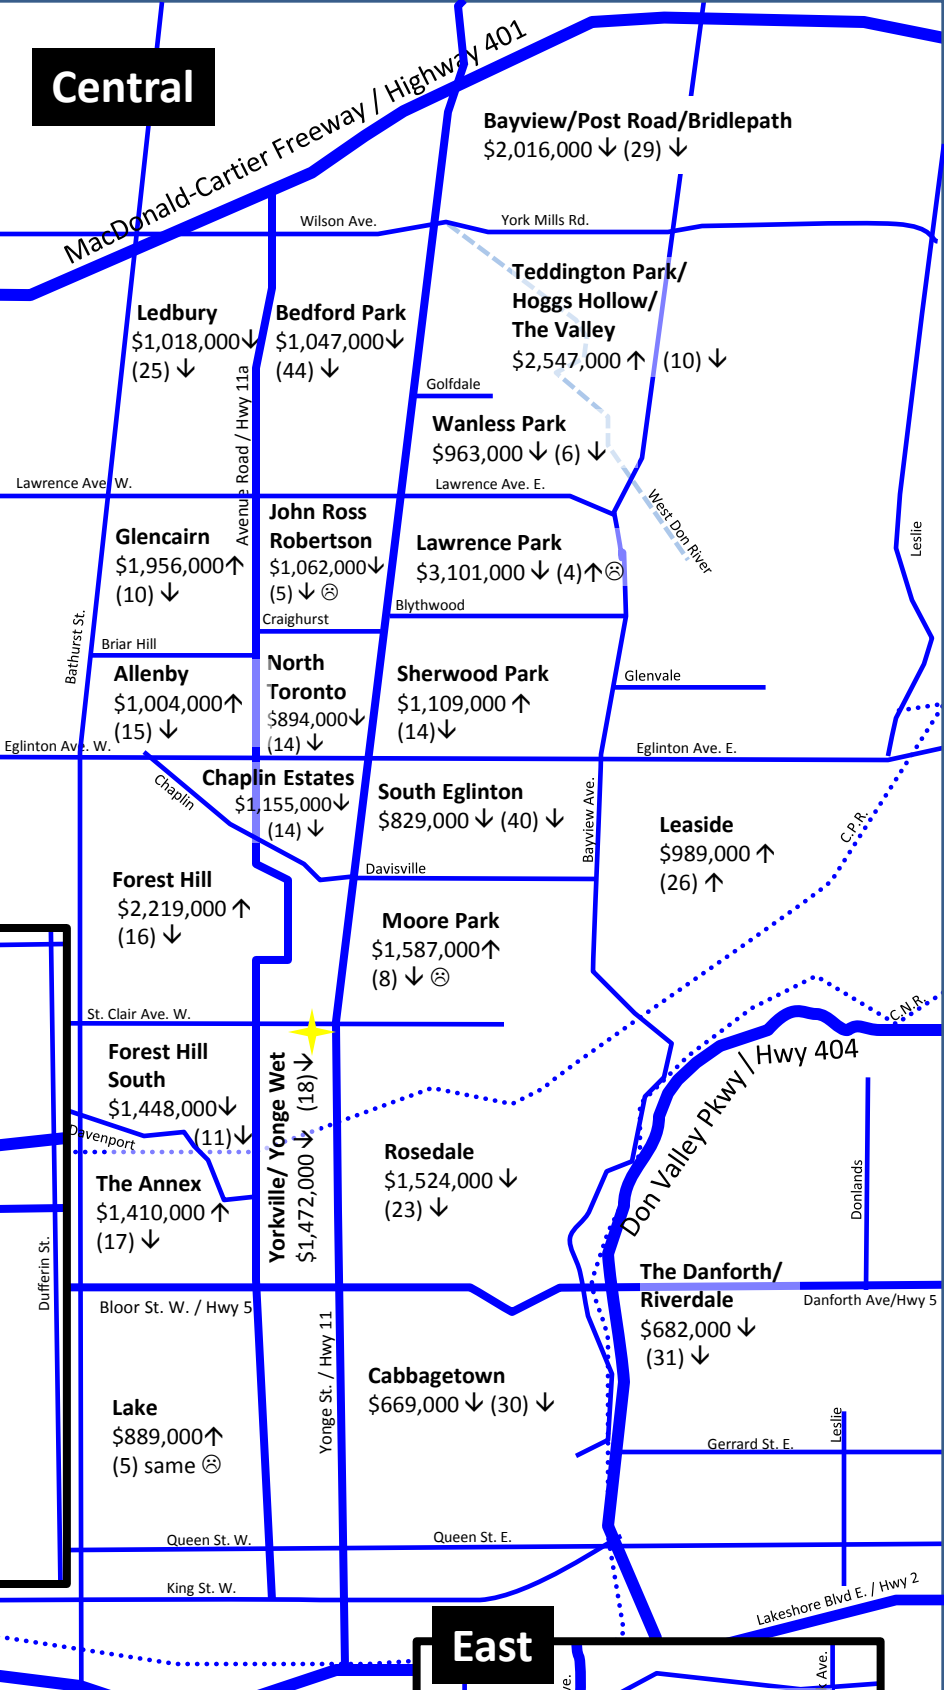 Central
MacDonald-Cartier Freeway / Highway 401
Bayview/Post Road/Bridlepath
$2,016,000 ↓ (29) ↓
Wilson Ave.
York Mills Rd.
Teddington Park/
Hoggs Hollow/
The Valley
$2,547,000 ↑ (10) ↓
Ledbury
$1,018,000↓
(25) ↓
Bedford Park
$1,047,000↓
(44) ↓
Avenue Road / Hwy 11a
Golfdale
Wanless Park
$963,000 ↓ (6) ↓
Lawrence Ave. W.
Lawrence Ave. E.
West Don River
Leslie
Glencairn
$1,956,000↑
(10) ↓
John Ross
Robertson
$1,062,000↓
(5) ↓ ☹
Lawrence Park
$3,101,000 ↓ (4)↑☹
Blythwood
Craighurst
Bathurst St.
Briar Hill
Allenby
$1,004,000↑
(15) ↓
North
Toronto
$894,000↓
(14) ↓
Sherwood Park
$1,109,000 ↑
(14)↓
Glenvale
Eglinton Ave. W.
Eglinton Ave. E.
Chaplin
Chaplin Estates
$1,155,000↓
(14) ↓
South Eglinton
$829,000 ↓ (40) ↓
Bayview Ave.
Leaside
$989,000 ↑
(26) ↑
C.P.R.
Davisville
Forest Hill
$2,219,000 ↑
(16) ↓
Moore Park
$1,587,000↑
(8) ↓ ☹
St. Clair Ave. W.
C.N.R.
Don Valley Pkwy / Hwy 404
Forest Hill
South
$1,448,000↓
(11)↓
Yorkville/ Yonge Wet
$1,472,000 ↓ (18)↓
Davenport
The Annex
$1,410,000 ↑
(17) ↓
Rosedale
$1,524,000 ↓
(23) ↓
Donlands
Dufferin St.
The Danforth/
Riverdale
$682,000 ↓
(31) ↓
Bloor St. W. / Hwy 5
Danforth Ave/Hwy 5
Yonge St. / Hwy 11
Cabbagetown
$669,000 ↓ (30) ↓
Lake
$889,000↑
(5) same ☹
Leslie
Gerrard St. E.
Queen St. W.
Queen St. E.
King St. W.
Lakeshore Blvd E. / Hwy 2
East
Ave.